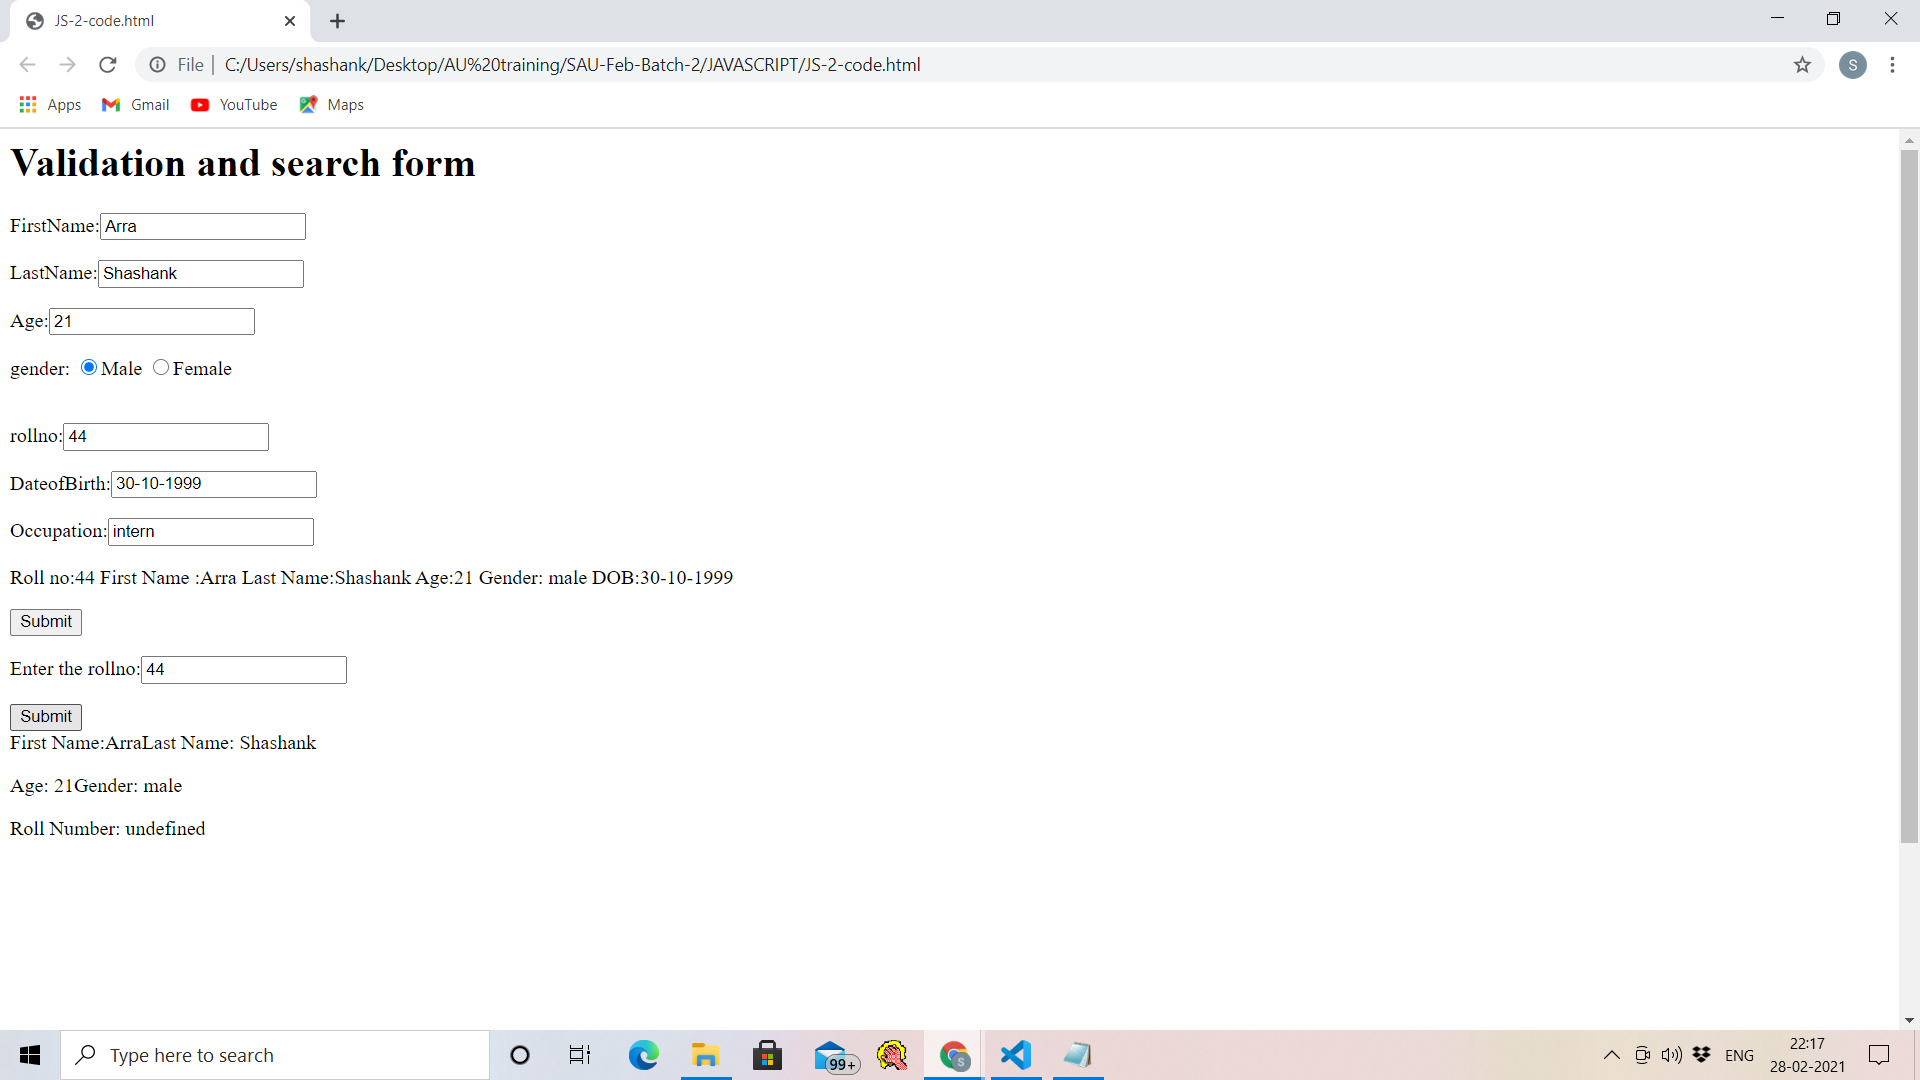 JS-2-code.html
File | C:/Users/shashank/Desktop/AU%20training/SAU-Feb-Batch-2/JAVASCRIPT/JS-2-code.html
S
Apps Gmail YouTube Maps
Validation and search form
FirstName: Arra
LastName: Shashank
Age: 21
gender: Male Female
rollno: 44
DateofBirth: 30-10-1999
Occupation: intern
Roll no:44 First Name :Arra Last Name:Shashank Age:21 Gender: male DOB:30-10-1999
Submit
Enter the rollno: 44
Submit
First Name:ArraLast Name: Shashank
Age: 21Gender: male
Roll Number: undefined
Type here to search
99+
S
ENG
22:17
28-02-2021